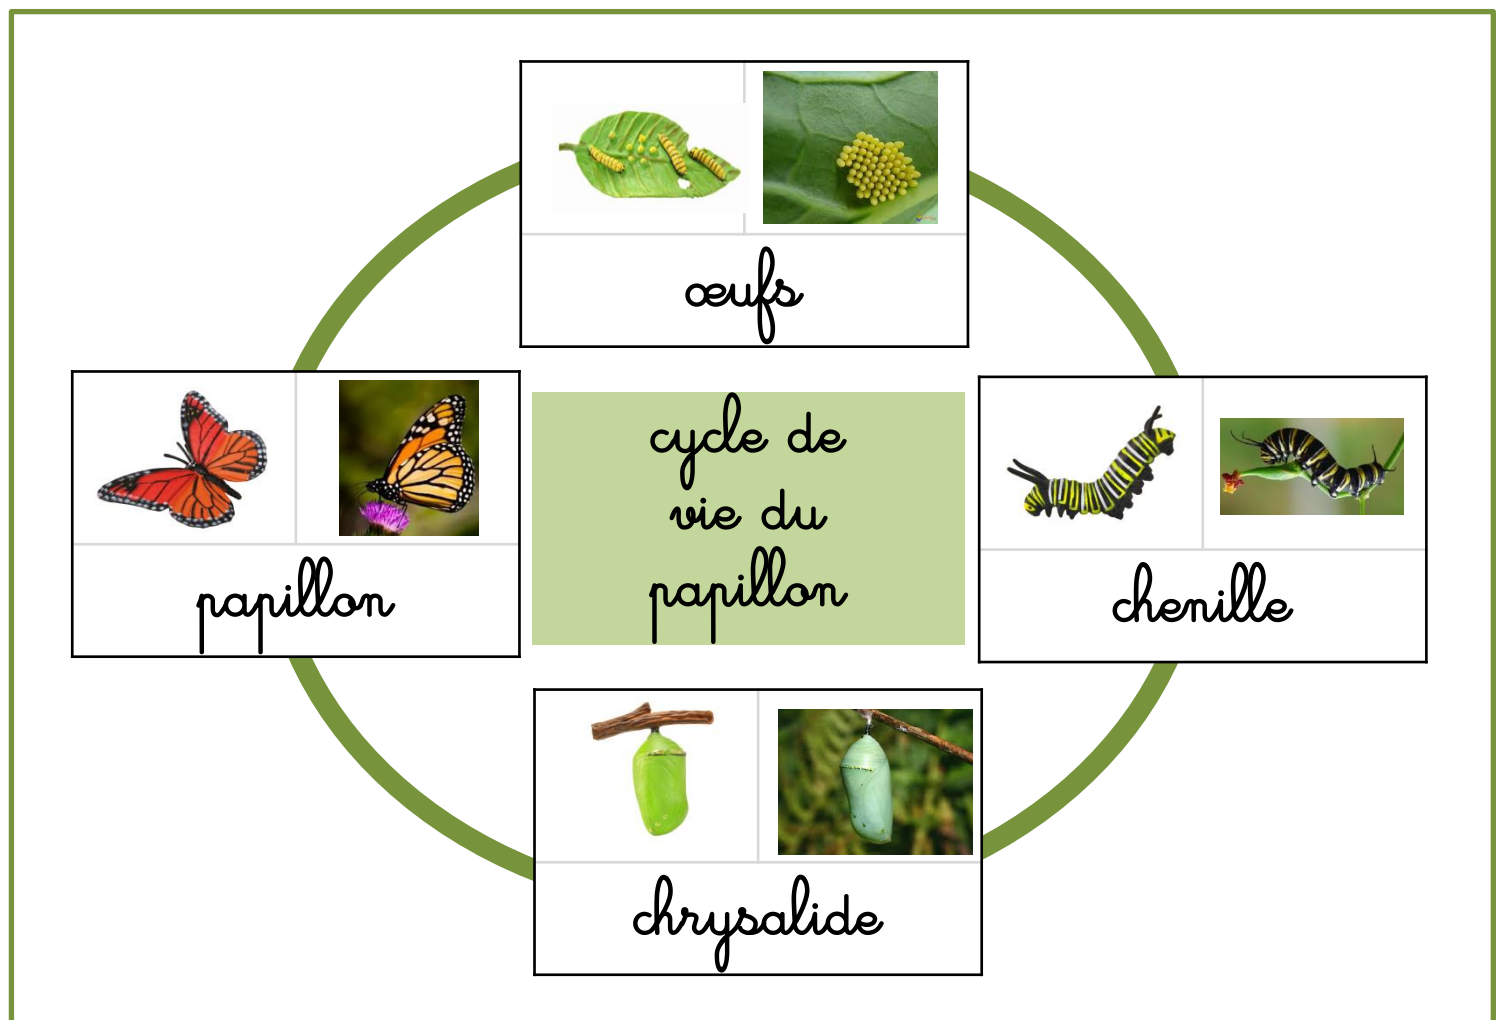 œufs
cycle de
vie du
papillon
papillon
chenille
chrysalide